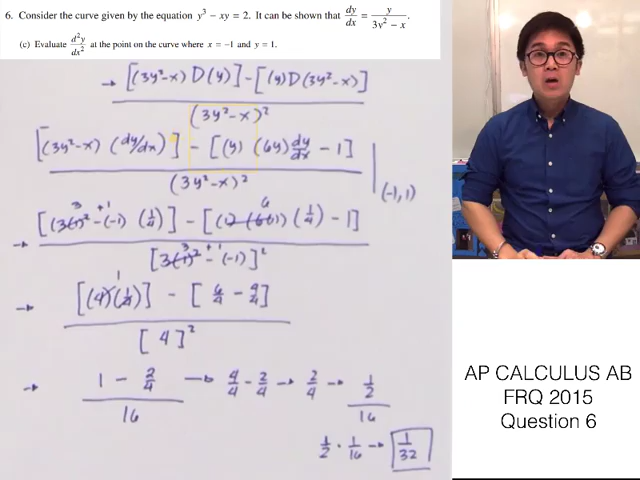 6. Consider the curve given by the equation y³ − xy = 2. It can be shown that dy/dx = y/(3y² − x)
(c) Evaluate d²y/dx² at the point on the curve where x = −1 and y = 1.
→ [(3y²−x) D(y)] − [(y) D(3y²−x)]
(3y²−x)²
[(3y²−x) (dy/dx)] − [(y) (6y) dy/dx − 1] | (-1, 1)
(3y²−x)²
→ [(3(1)² −(−1) (1/4)] − [(1) (6(1)) (1/4) − 1]
[3(1)² −(−1)]²
→ [(4)(1/4)] − [6/4 − 4/4]
[4]²
→ 1 − 2/4 → 4/4 − 2/4 → 2/4 → 1/2
16 16
1/2 · 1/16 → 1/32
AP CALCULUS AB
FRQ 2015
Question 6